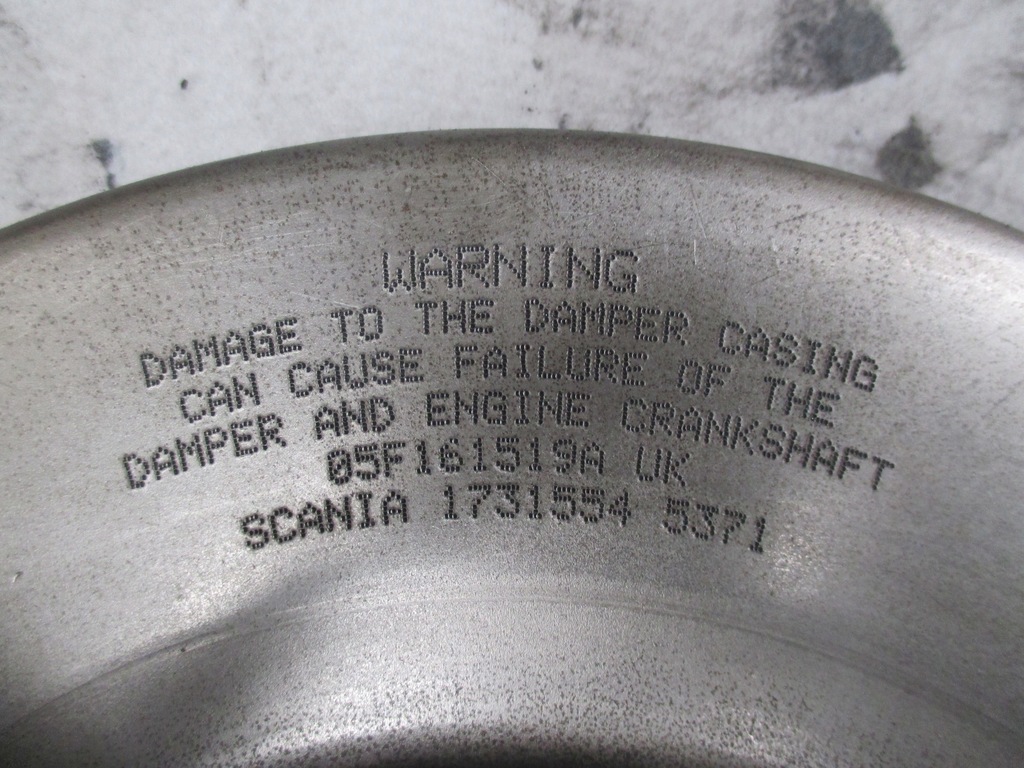 WARNING
DAMAGE TO THE DAMPER CASING
CAN CAUSE FAILURE OF THE
DAMPER AND ENGINE CRANKSHAFT
05F161519A UK
SCANIA 1731554 5371